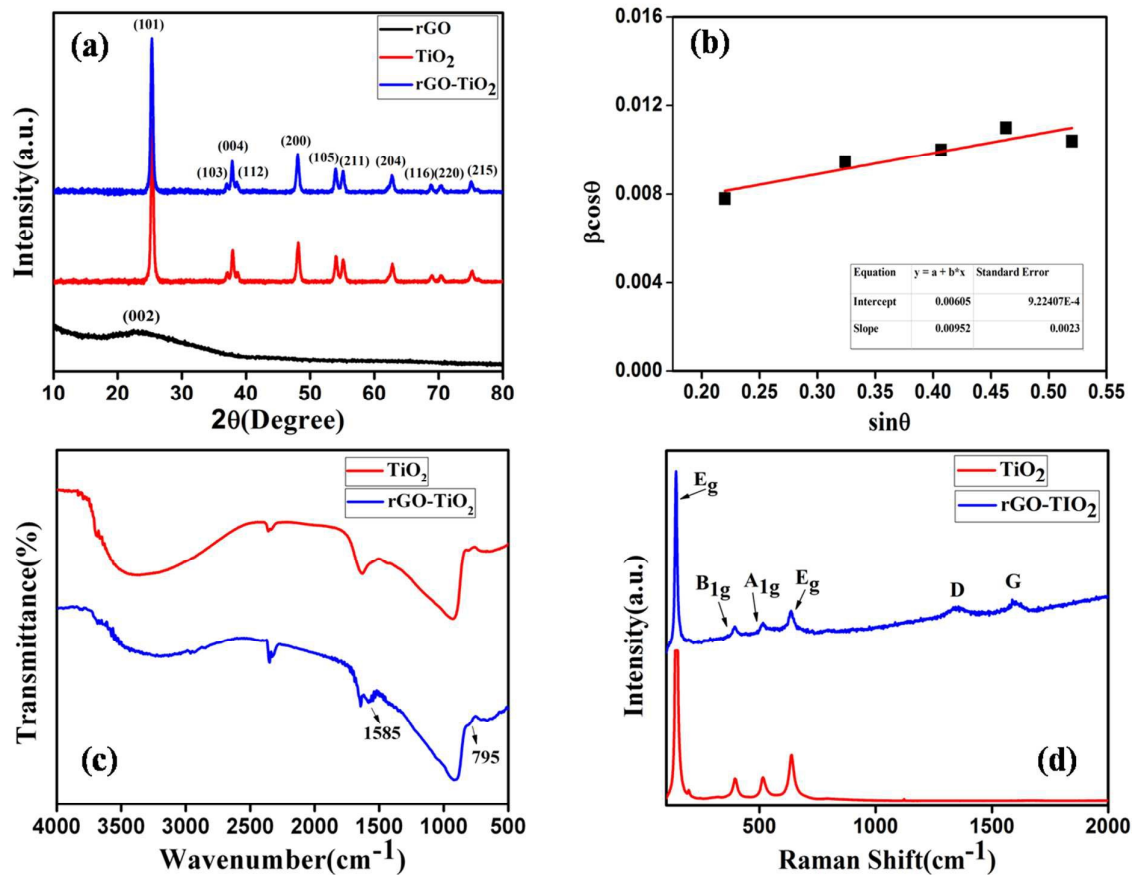 (a)
(101)
rGO
TiO2
rGO-TiO2
(004)
(200)
(103)
(112)
(105)
(211)
(204)
(116)
(220)
(215)
(002)
Intensity(a.u.)
10 20 30 40 50 60 70 80
2θ(Degree)
(b)
0.016
0.012
0.008
0.004
0.000
βcosθ
Equation y = a + b*x Standard Error
Intercept 0.00605 9.22407E-4
Slope 0.00952 0.0023
0.20 0.25 0.30 0.35 0.40 0.45 0.50 0.55
sinθ
TiO2
rGO-TiO2
Transmittance(%)
1585
795
(c)
4000 3500 3000 2500 2000 1500 1000 500
Wavenumber(cm-1)
Eg
TiO2
rGO-TIO2
B1g
A1g
Eg
D
G
Intensity(a.u.)
(d)
500 1000 1500 2000
Raman Shift(cm-1)